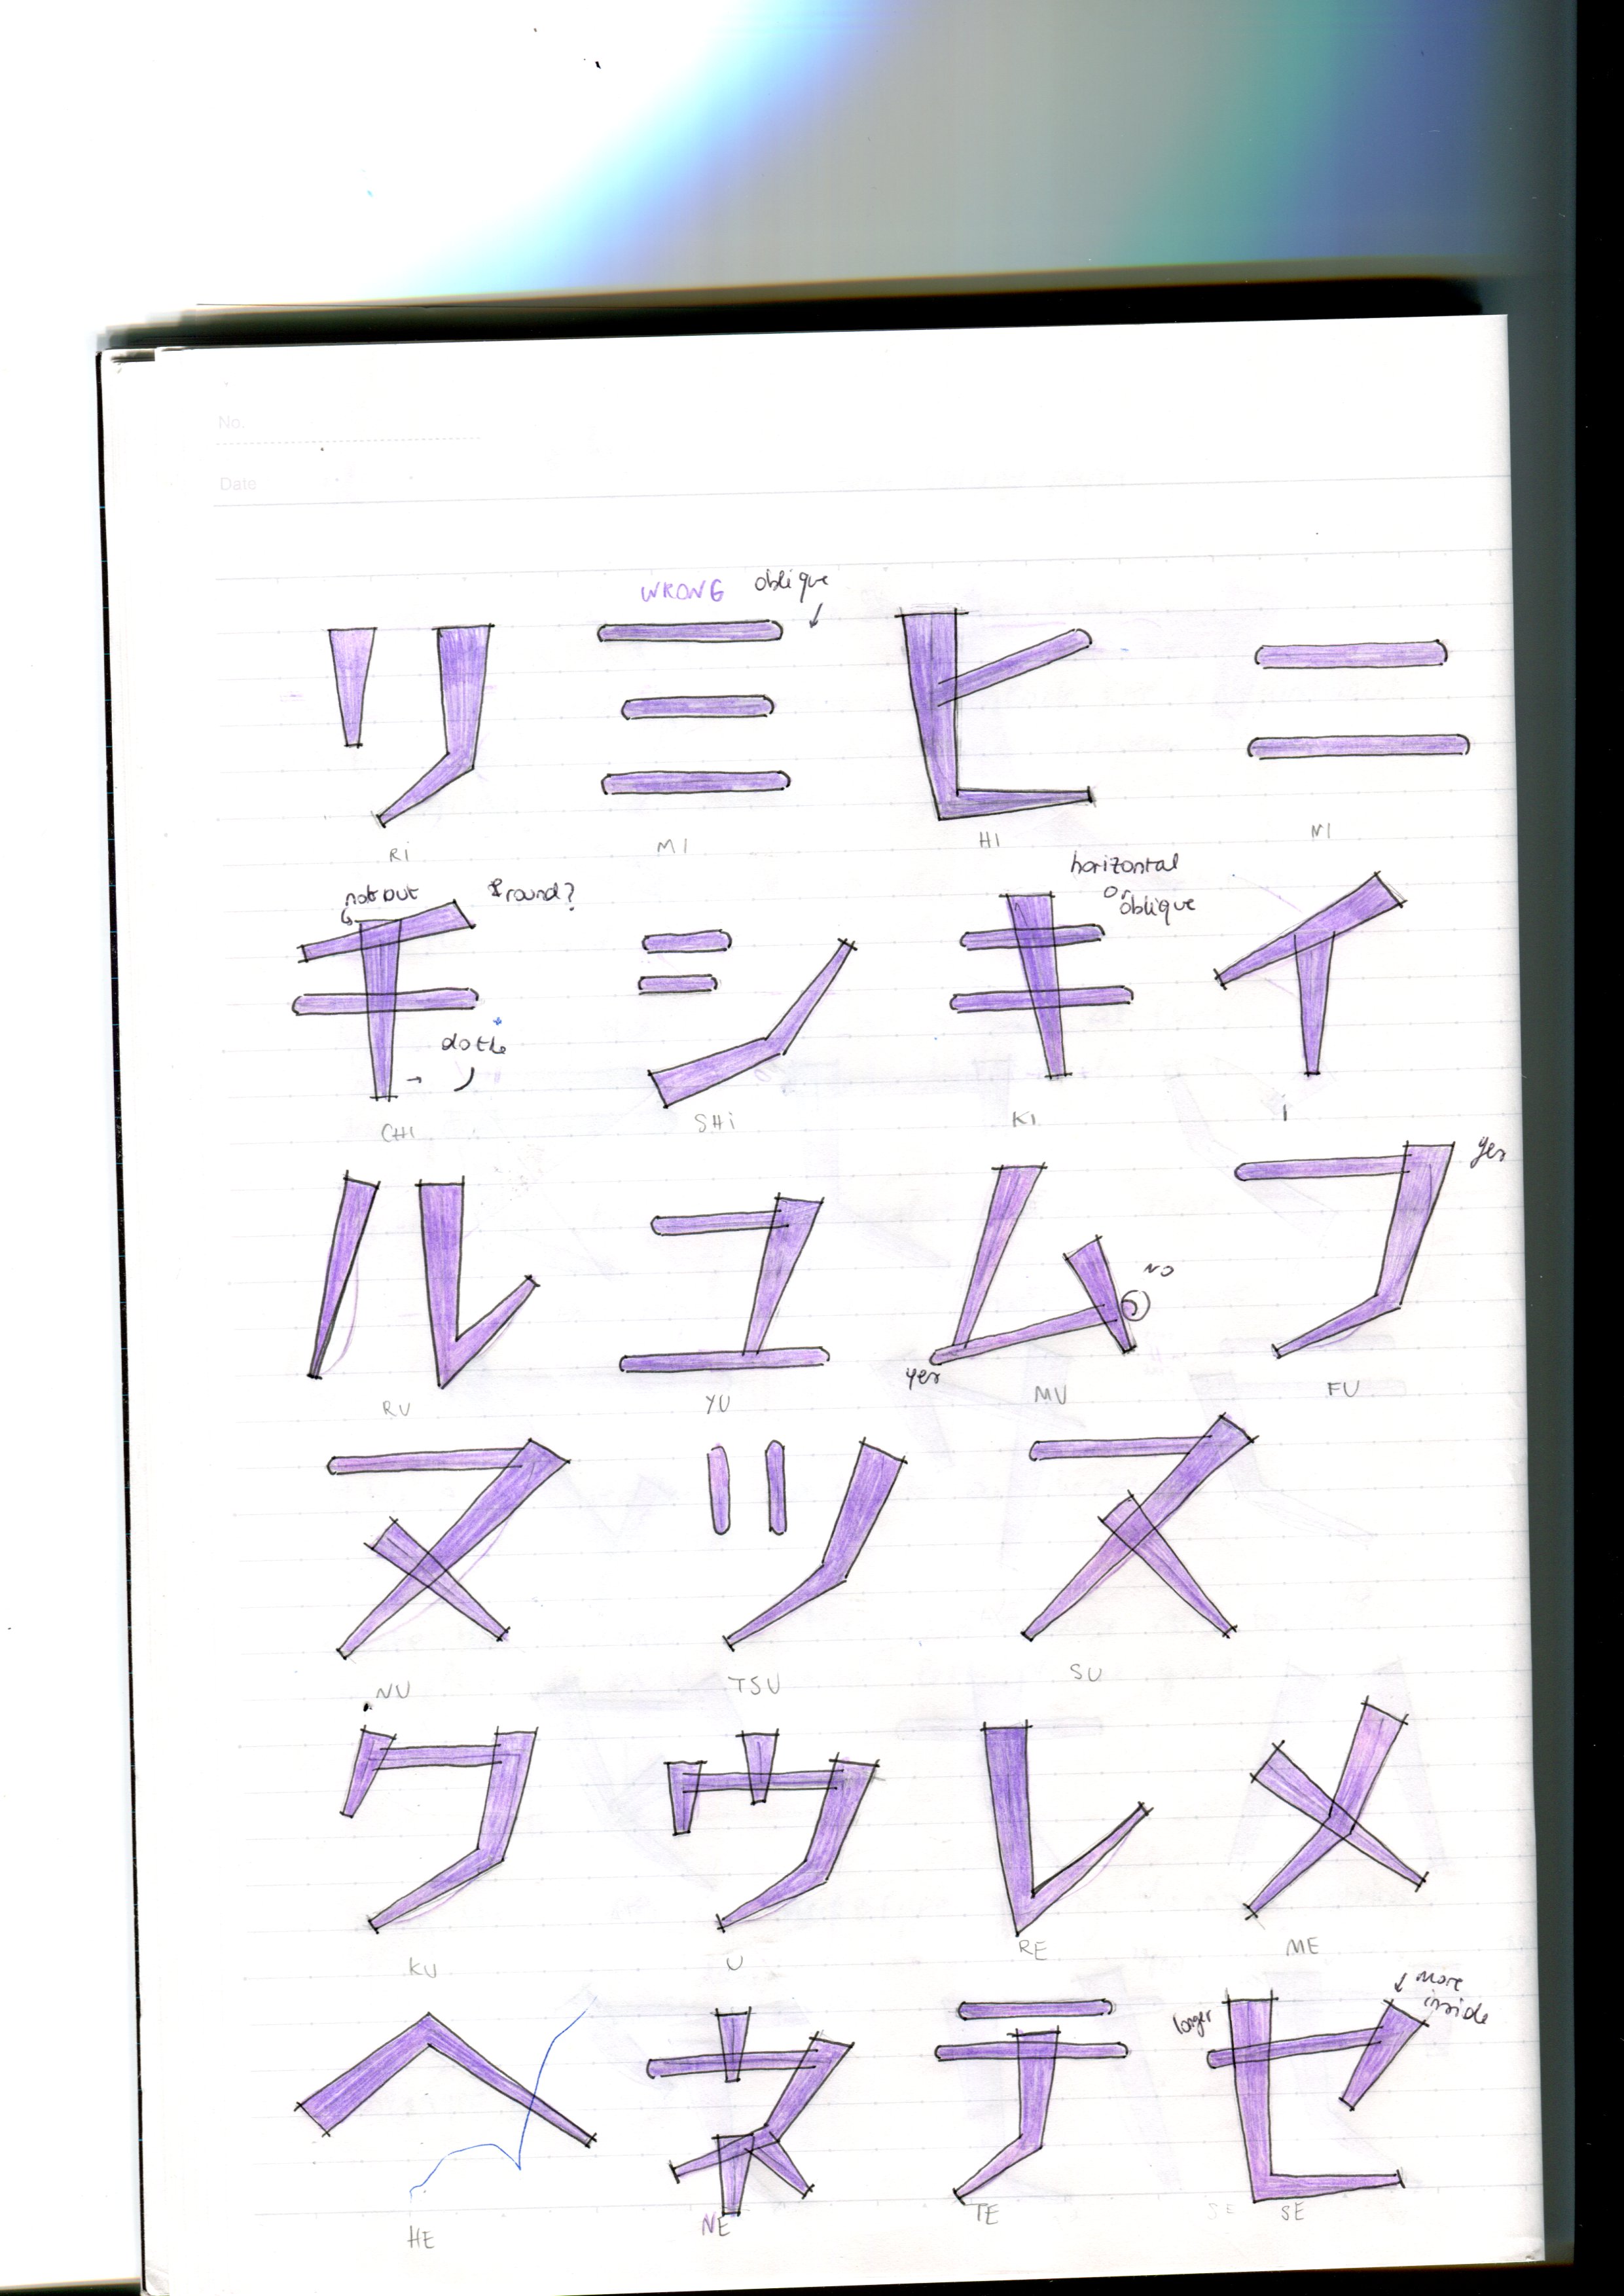 No.
Date
WRONG oblique
リ ミ ヒ ニ
Ri Mi Hi Ni
not out round? horizontal or oblique
チ シ キ イ
do the
CHi SHi Ki i
ル ユ ム フ
yes
NO
yes
RU YU MU FU
ヌ ツ ス
NU TSU SU
ク ウ レ メ
KU U RE ME
more inside
longer
ヘ ネ テ セ
HE NE TE SE SE